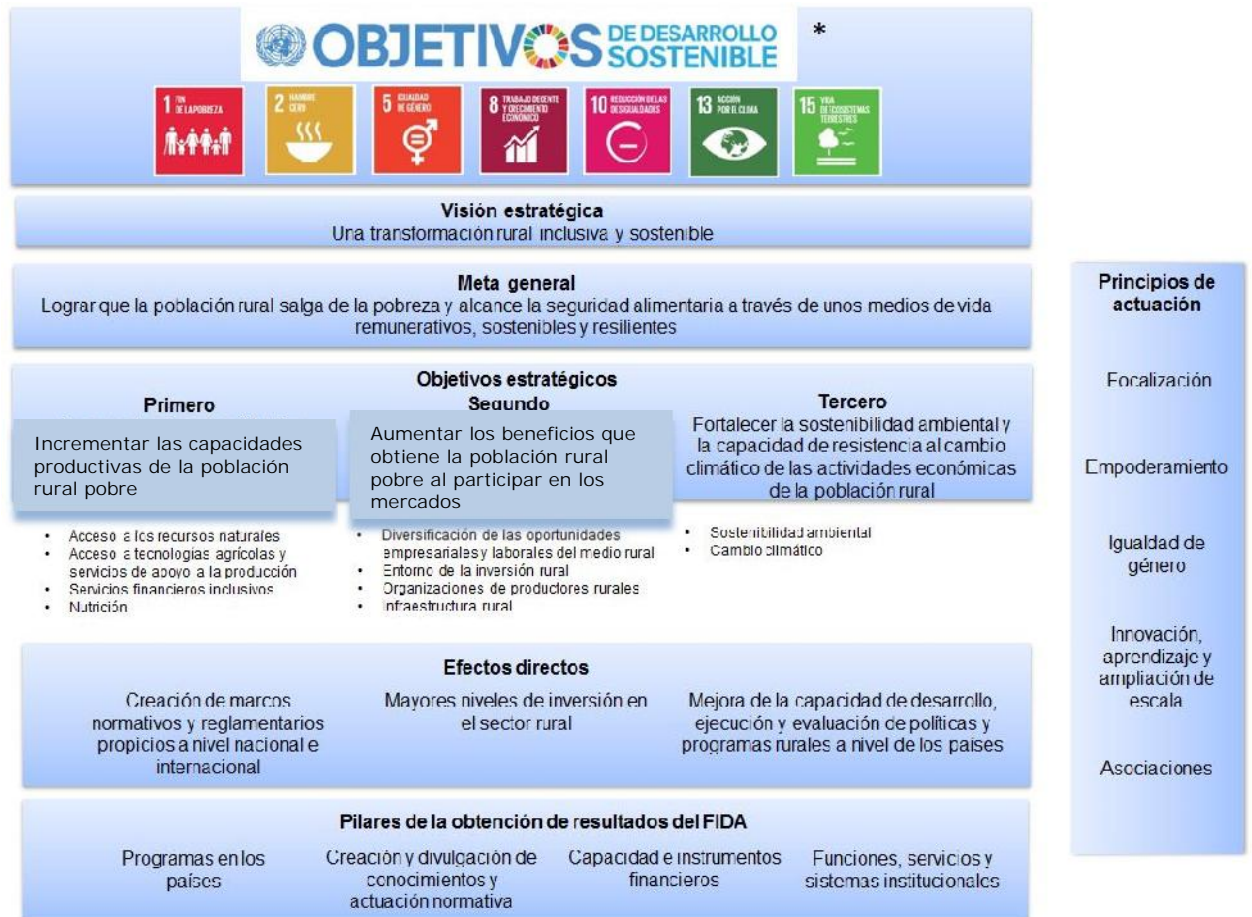 OBJETIVOS DE DESARROLLO
SOSTENIBLE
*
1 FIN
DE LA POBREZA
2 HAMBRE
CERO
5 IGUALDAD
DE GÉNERO
8 TRABAJO DECENTE
Y CRECIMIENTO
ECONÓMICO
10 REDUCCIÓN DE LAS
DESIGUALDADES
13 ACCIÓN
POR EL CLIMA
15 VIDA
DE ECOSISTEMAS
TERRESTRES
Visión estratégica
Una transformación rural inclusiva y sostenible
Meta general
Lograr que la población rural salga de la pobreza y alcance la seguridad alimentaria a través de unos medios de vida
remunerativos, sostenibles y resilientes
Objetivos estratégicos
Primero
Incrementar las capacidades
productivas de la población
rural pobre
Segundo
Aumentar los beneficios que
obtiene la población rural
pobre al participar en los
mercados
Tercero
Fortalecer la sostenibilidad ambiental y
la capacidad de resistencia al cambio
climático de las actividades económicas
de la población rural
• Acceso a los recursos naturales
• Acceso a tecnologías agrícolas y
servicios de apoyo a la producción
• Servicios financieros inclusivos
• Nutrición
• Diversificación de las oportunidades
empresariales y laborales del medio rural
• Entorno de la inversión rural
• Organizaciones de productores rurales
• Infraestructura rural
• Sostenibilidad ambiental
• Cambio climático
Efectos directos
Creación de marcos
normativos y reglamentarios
propicios a nivel nacional e
internacional
Mayores niveles de inversión en
el sector rural
Mejora de la capacidad de desarrollo,
ejecución y evaluación de políticas y
programas rurales a nivel de los países
Pilares de la obtención de resultados del FIDA
Programas en los
países
Creación y divulgación de
conocimientos y
actuación normativa
Capacidad e instrumentos
financieros
Funciones, servicios y
sistemas institucionales
Principios de
actuación
Focalización
Empoderamiento
Igualdad de
género
Innovación,
aprendizaje y
ampliación de
escala
Asociaciones